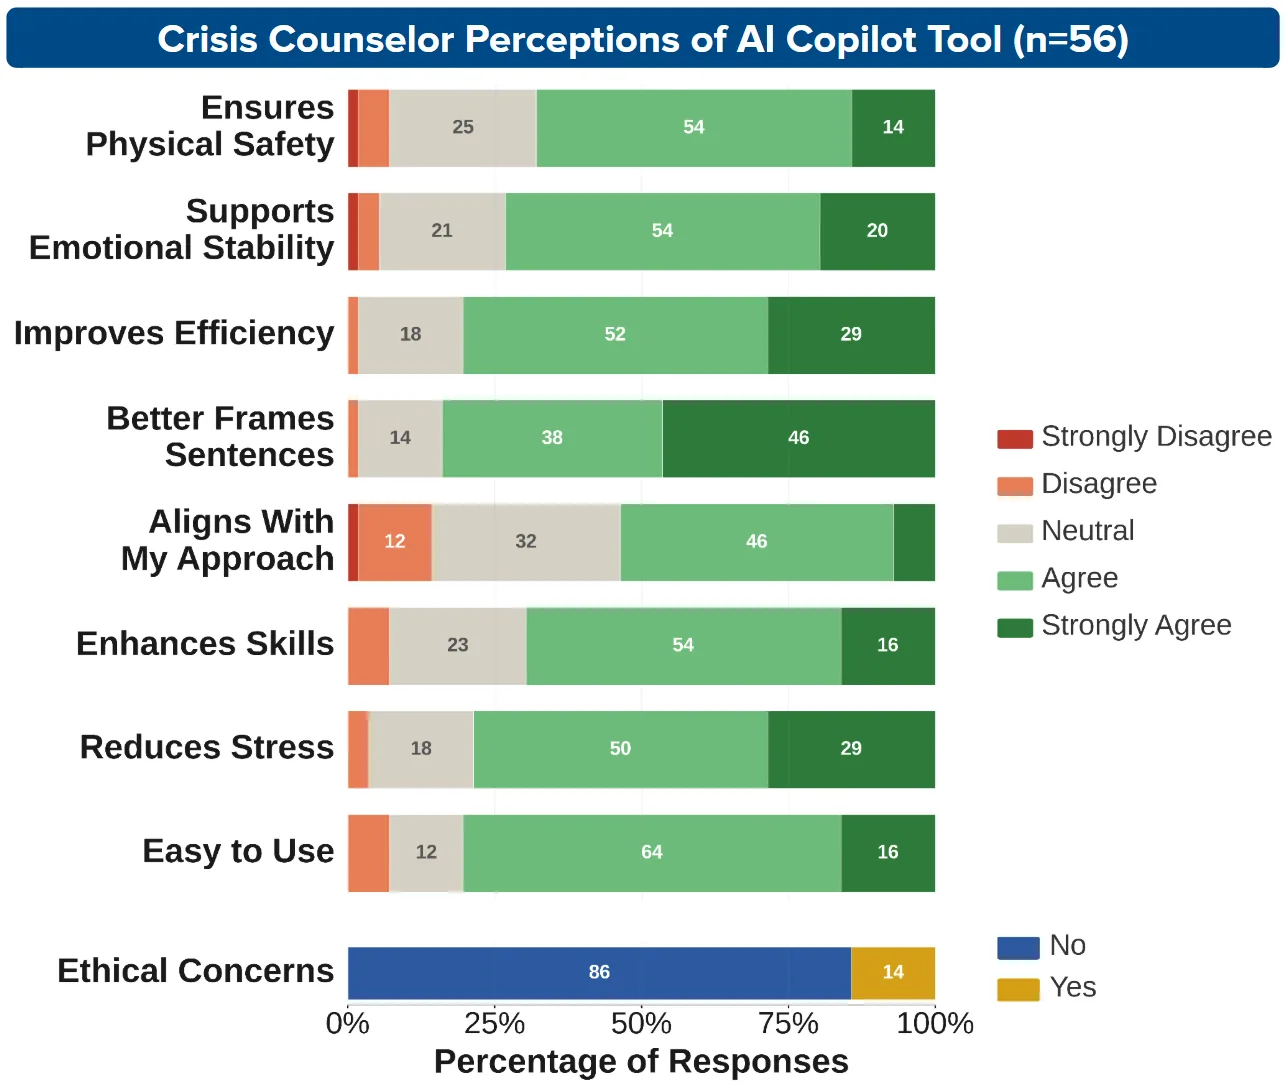 Crisis Counselor Perceptions of AI Copilot Tool (n=56)
Ensures
Physical Safety
25 54 14
Supports
Emotional Stability
21 54 20
Improves Efficiency
18 52 29
Better Frames
Sentences
14 38 46
Aligns With
My Approach
12 32 46
Enhances Skills
23 54 16
Reduces Stress
18 50 29
Easy to Use
12 64 16
Ethical Concerns
86 14
Strongly Disagree
Disagree
Neutral
Agree
Strongly Agree
No
Yes
0% 25% 50% 75% 100%
Percentage of Responses